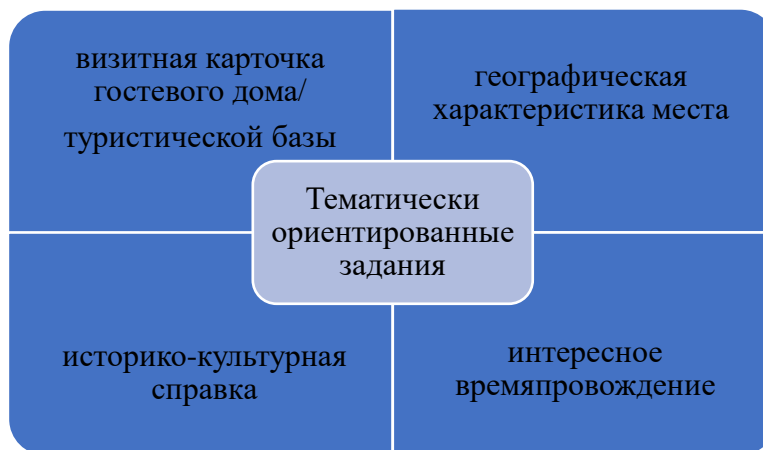 визитная карточка
гостевого дома/
туристической базы
географическая
характеристика места
Тематически
ориентированные
задания
историко-культурная
справка
интересное
времяпровождение